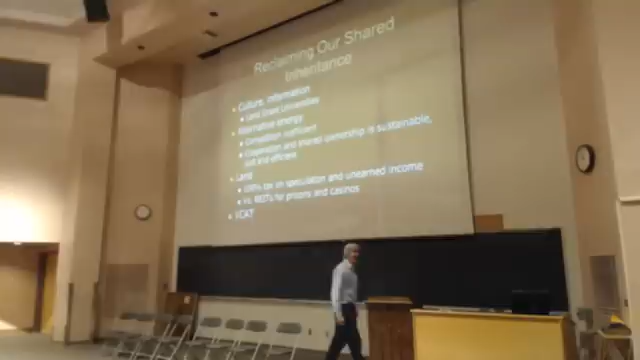 Reclaiming Our Shared
Inheritance
Culture, Information
Land Grant Universities
Alternative energy
Competition inefficient
Cooperation and shared ownership is sustainable,
just and efficient
Land
100% tax on speculation and unearned income
No REITs for prisons and casinos
VCAT